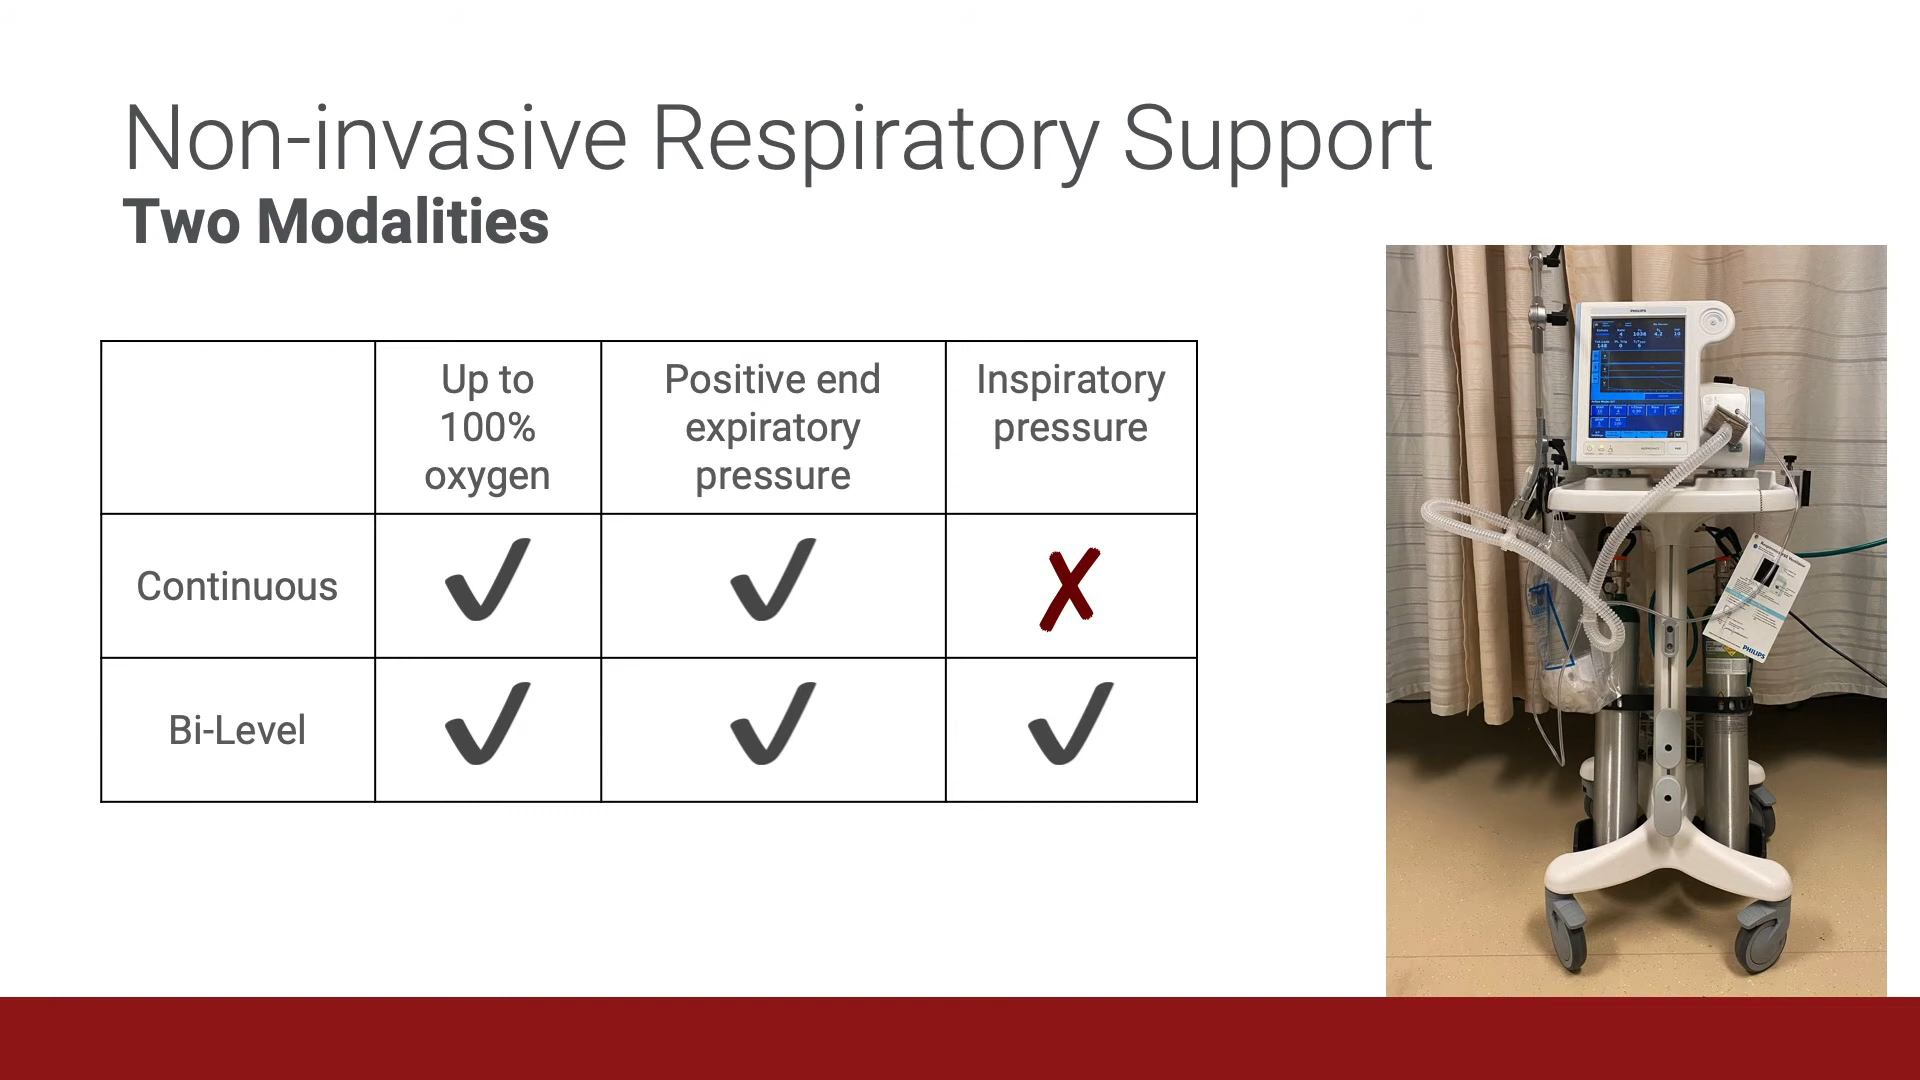 Non-invasive Respiratory Support
Two Modalities
Up to
100%
oxygen
Positive end
expiratory
pressure
Inspiratory
pressure
Continuous
✔
✔
✗
Bi-Level
✔
✔
✔
PHILIPS
PHILIPS